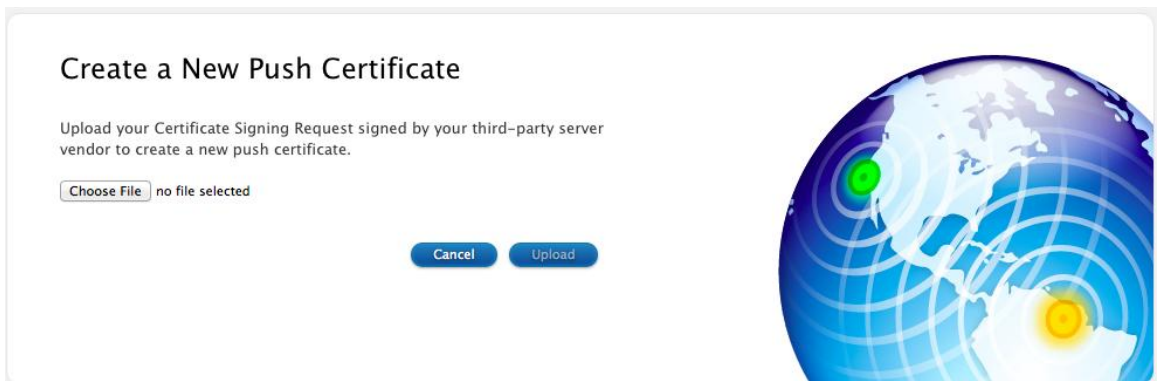 Create a New Push Certificate
Upload your Certificate Signing Request signed by your third-party server
vendor to create a new push certificate.
Choose File no file selected
Cancel Upload